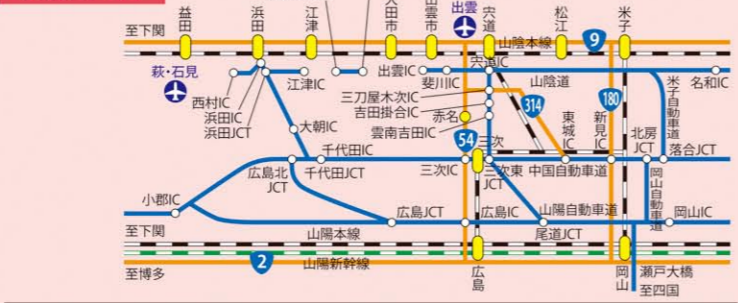 出雲
益田
浜田
江津
大田市
出雲市
宍道
松江
米子
至下関
山陰本線
9
萩・石見
西村IC
浜田IC
浜田JCT
江津IC
出雲IC
斐川IC
宍道IC
山陰道
名和IC
三刀屋木次IC
吉田掛合IC
雲南吉田IC
赤名
314
180
米子自動車道
大朝IC
54
三次
東城IC
新見IC
北房JCT
落合JCT
千代田IC
広島北JCT
千代田JCT
三次IC
三次東JCT
中国自動車道
岡山自動車道
小郡IC
広島JCT
広島IC
山陽自動車道
尾道JCT
岡山IC
至下関
山陽本線
2
山陽新幹線
至博多
広島
岡山
瀬戸大橋
至四国